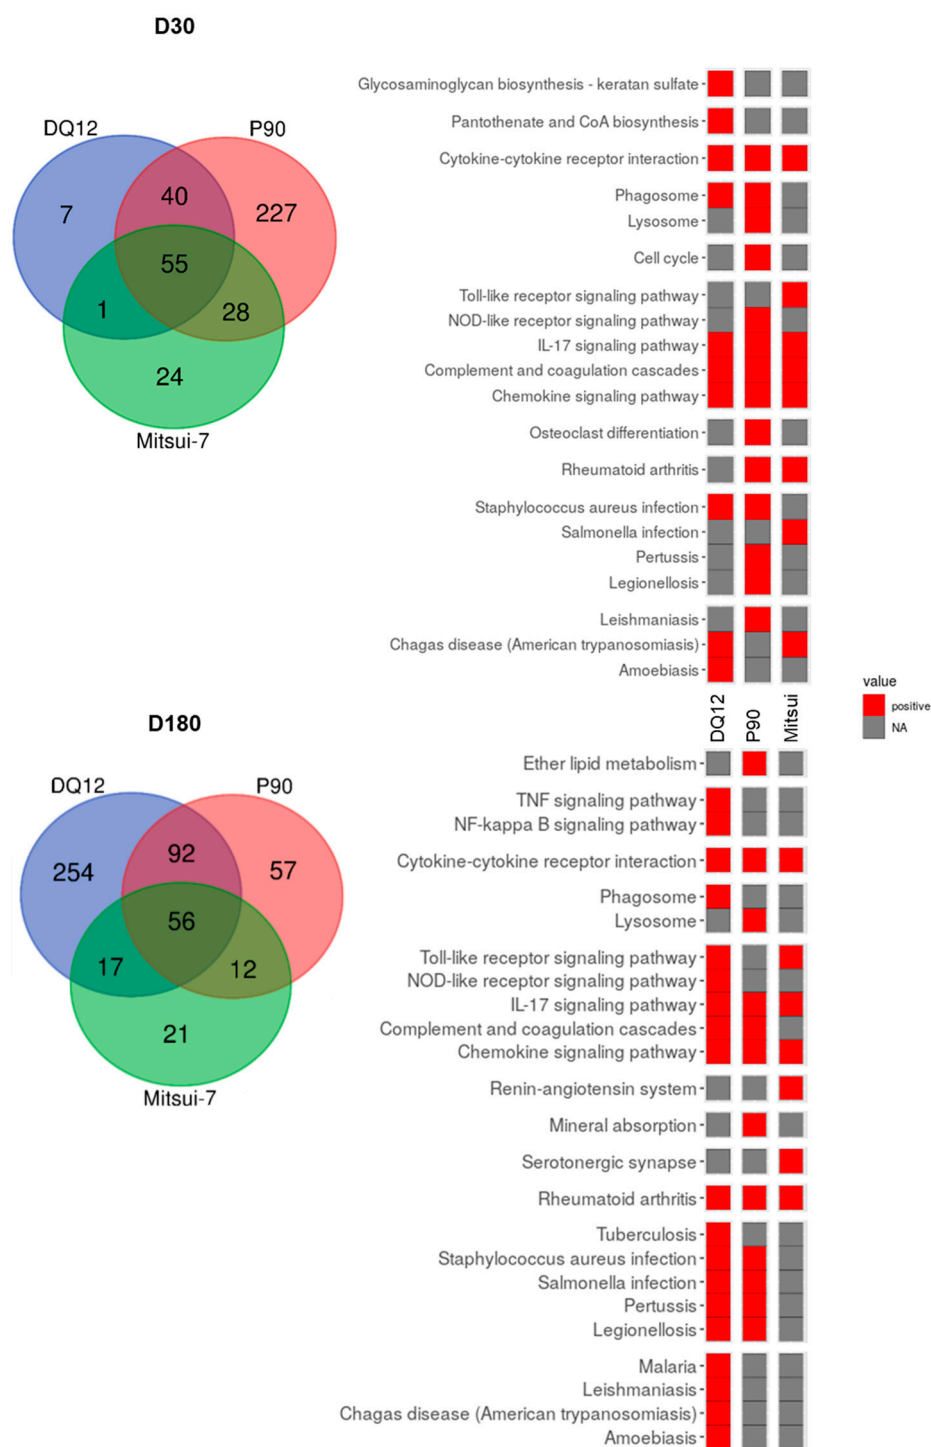 D30
DQ12
P90
7
40
227
55
1
28
24
Mitsui-7
Glycosaminoglycan biosynthesis - keratan sulfate
Pantothenate and CoA biosynthesis
Cytokine-cytokine receptor interaction
Phagosome
Lysosome
Cell cycle
Toll-like receptor signaling pathway
NOD-like receptor signaling pathway
IL-17 signaling pathway
Complement and coagulation cascades
Chemokine signaling pathway
Osteoclast differentiation
Rheumatoid arthritis
Staphylococcus aureus infection
Salmonella infection
Pertussis
Legionellosis
Leishmaniasis
Chagas disease (American trypanosomiasis)
Amoebiasis
DQ12
P90
Mitsui
value
positive
NA
D180
DQ12
P90
254
92
57
56
17
12
21
Mitsui-7
Ether lipid metabolism
TNF signaling pathway
NF-kappa B signaling pathway
Cytokine-cytokine receptor interaction
Phagosome
Lysosome
Toll-like receptor signaling pathway
NOD-like receptor signaling pathway
IL-17 signaling pathway
Complement and coagulation cascades
Chemokine signaling pathway
Renin-angiotensin system
Mineral absorption
Serotonergic synapse
Rheumatoid arthritis
Tuberculosis
Staphylococcus aureus infection
Salmonella infection
Pertussis
Legionellosis
Malaria
Leishmaniasis
Chagas disease (American trypanosomiasis)
Amoebiasis